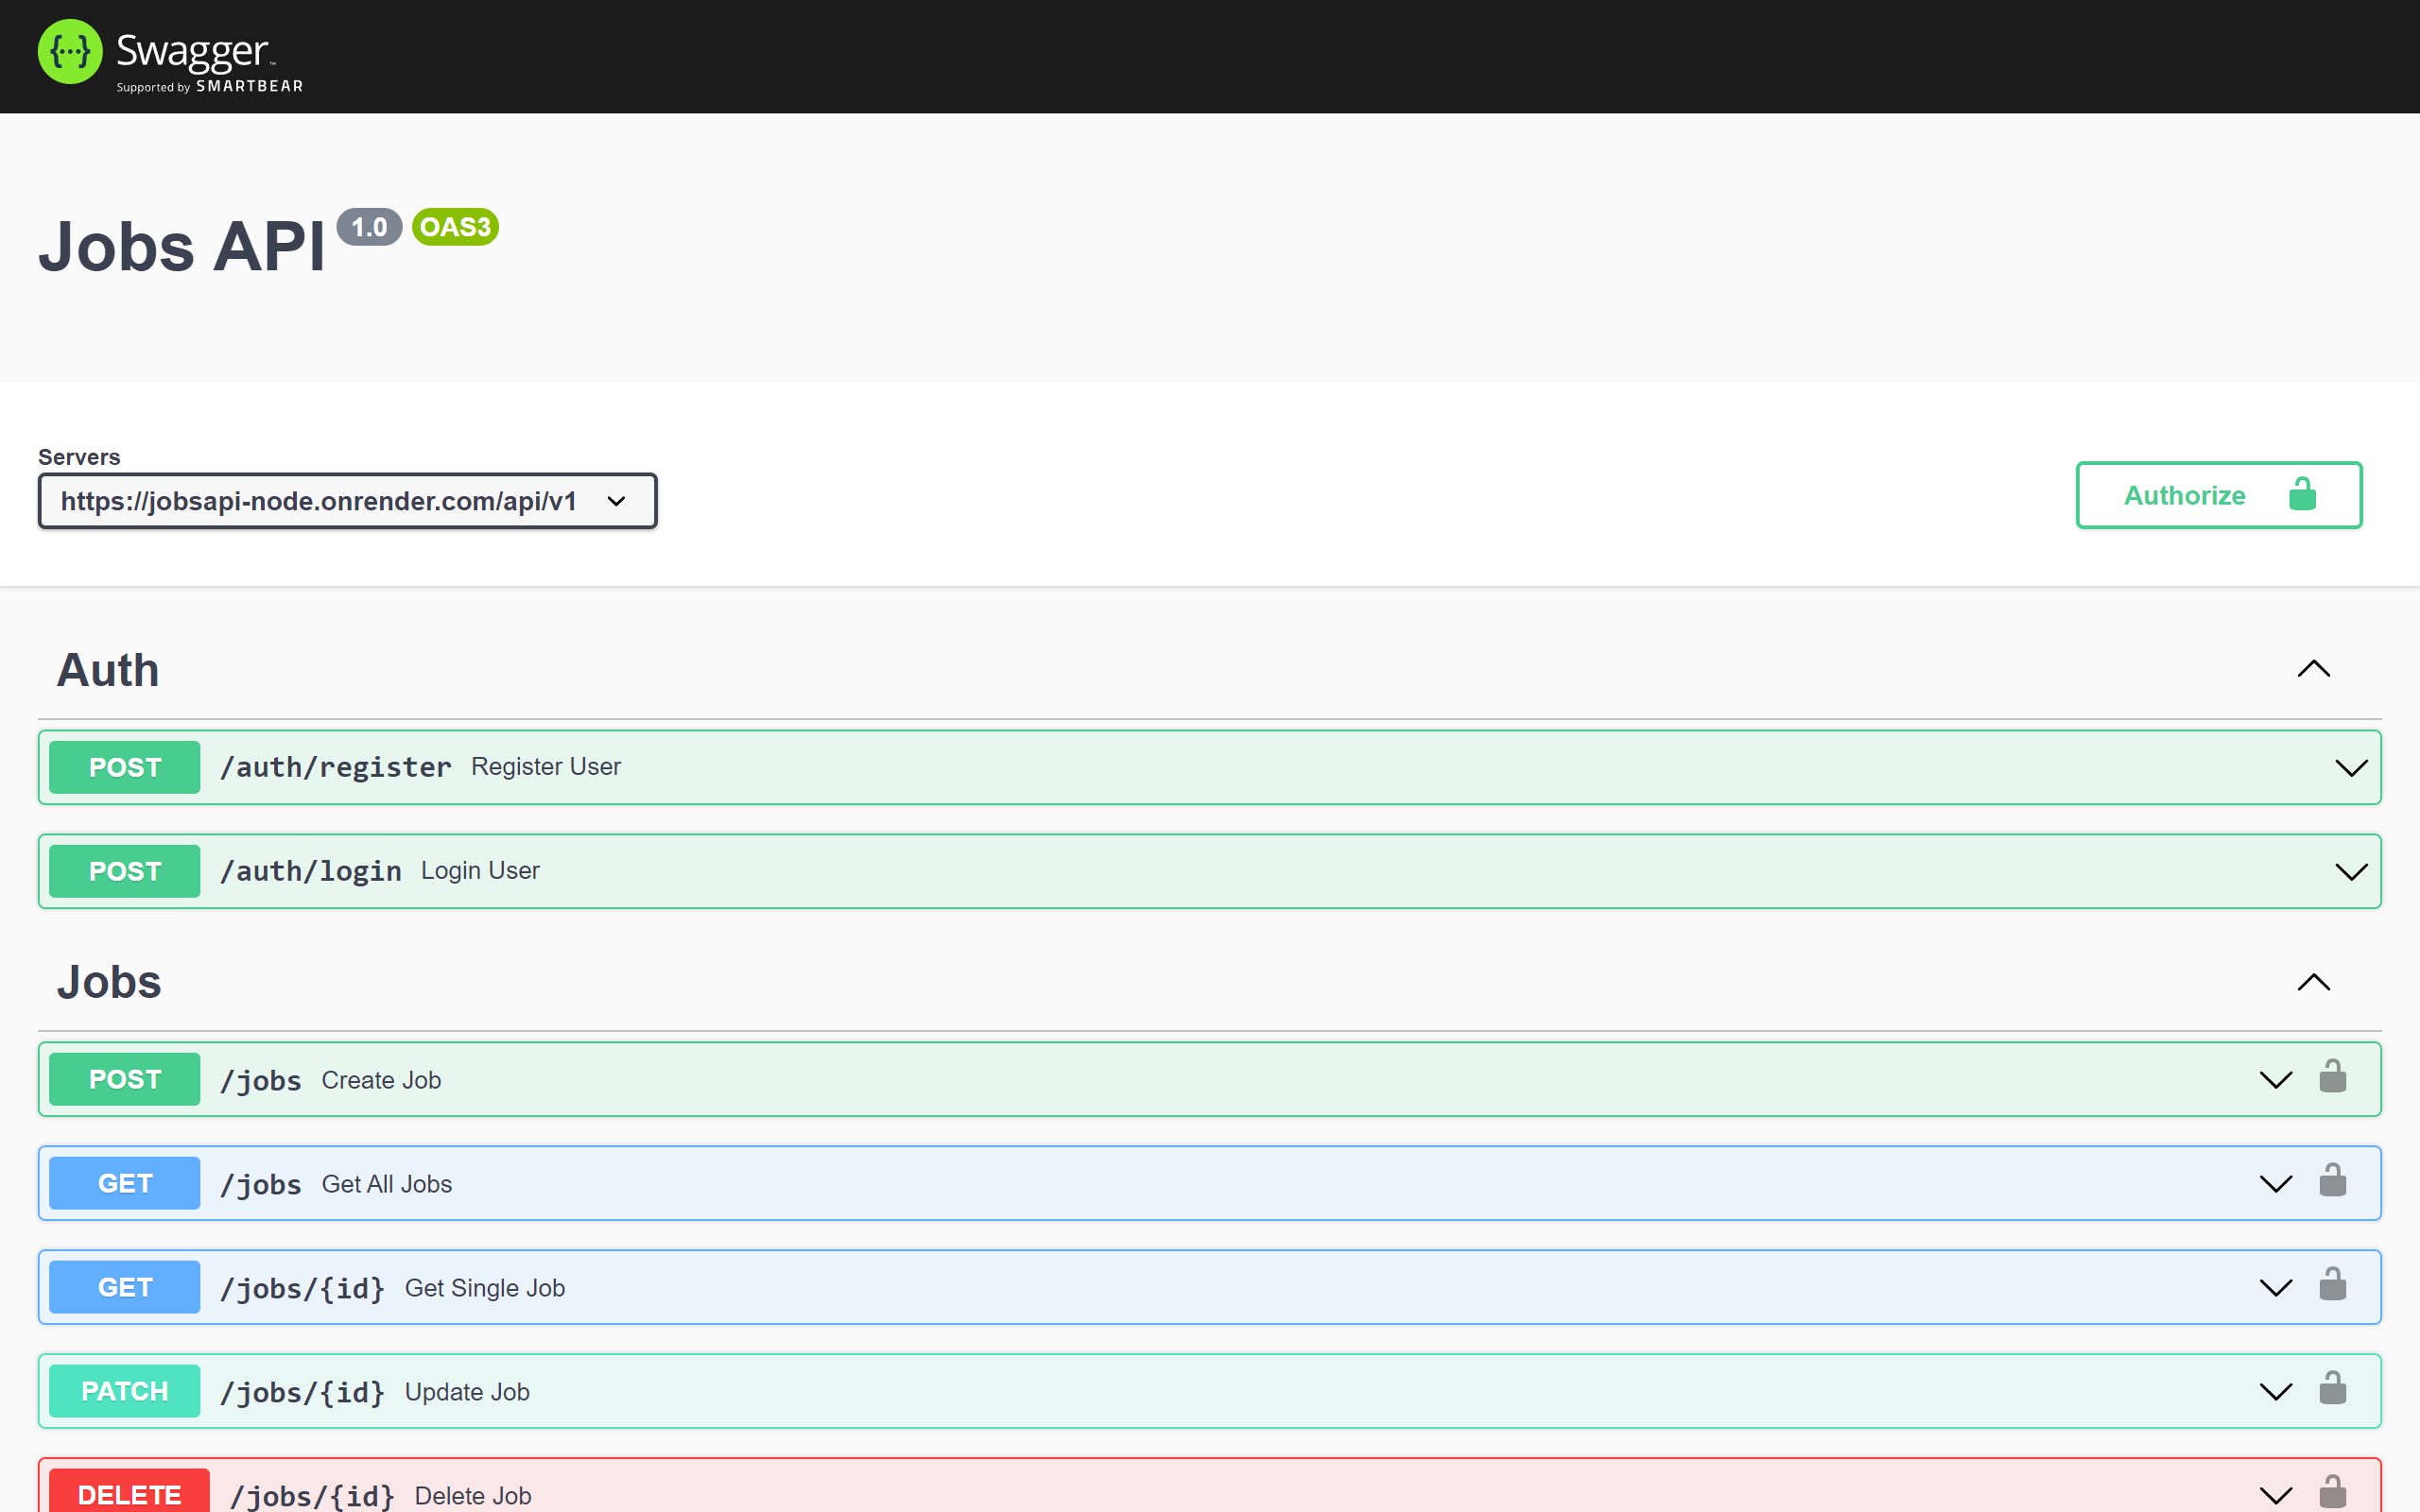 {···} Swagger™
Supported by SMARTBEAR
Jobs API 1.0 OAS3
Servers
https://jobsapi-node.onrender.com/api/v1
Authorize
Auth
POST /auth/register Register User
POST /auth/login Login User
Jobs
POST /jobs Create Job
GET /jobs Get All Jobs
GET /jobs/{id} Get Single Job
PATCH /jobs/{id} Update Job
DELETE /jobs/{id} Delete Job